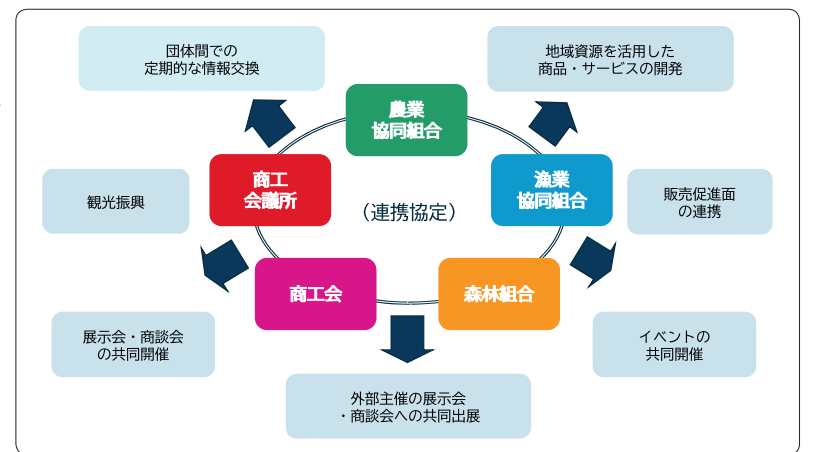 団体間での
定期的な情報交換
地域資源を活用した
商品・サービスの開発
農業
協同組合
商工
会議所
漁業
協同組合
観光振興
(連携協定)
販売促進面
の連携
商工会
森林組合
展示会・商談会
の共同開催
イベントの
共同開催
外部主催の展示会
・商談会への共同出展